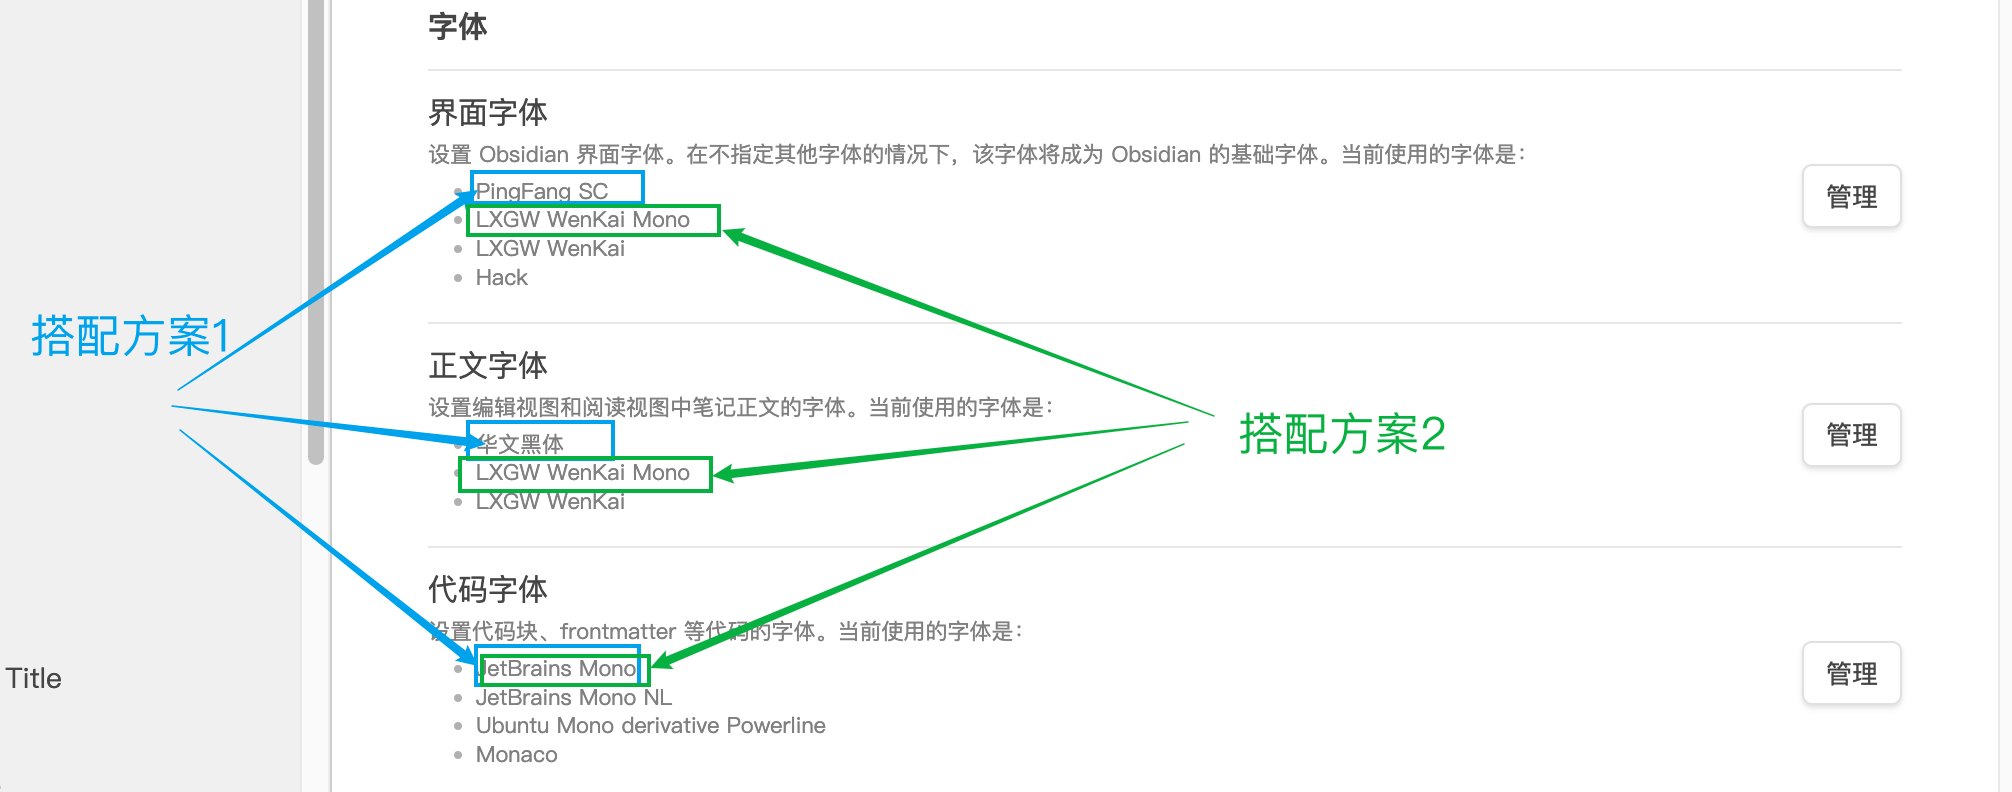 字体
界面字体
设置 Obsidian 界面字体。在不指定其他字体的情况下，该字体将成为 Obsidian 的基础字体。当前使用的字体是：
PingFang SC
LXGW WenKai Mono
LXGW WenKai
Hack
管理
搭配方案1
正文字体
设置编辑视图和阅读视图中笔记正文的字体。当前使用的字体是：
华文黑体
LXGW WenKai Mono
LXGW WenKai
搭配方案2
管理
代码字体
设置代码块、frontmatter 等代码的字体。当前使用的字体是：
JetBrains Mono
JetBrains Mono NL
Ubuntu Mono derivative Powerline
Monaco
管理
Title